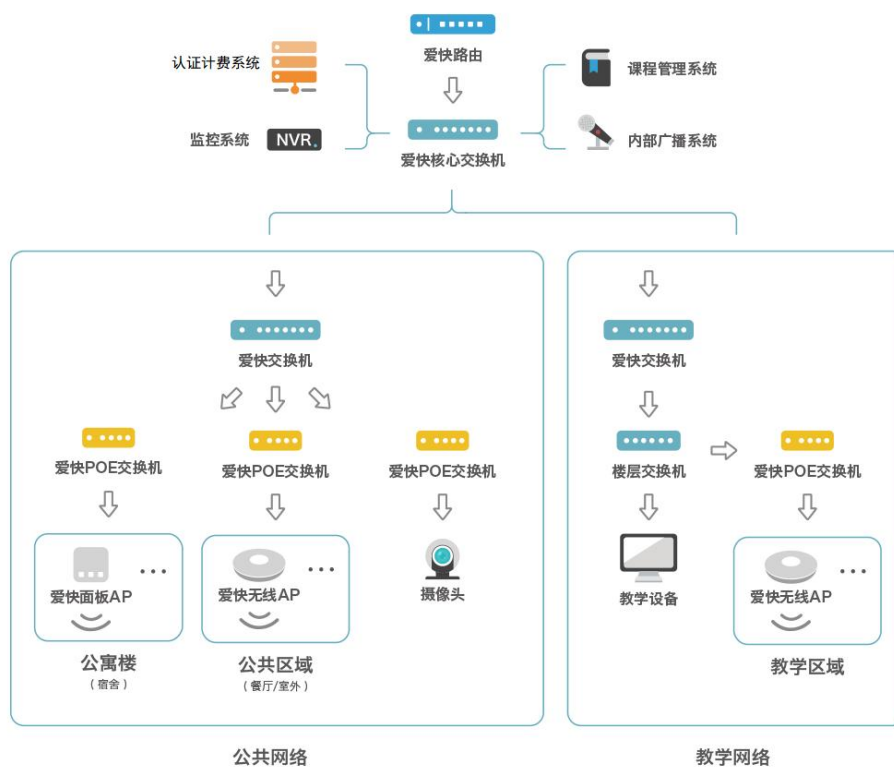 爱快路由
认证计费系统
课程管理系统
监控系统
NVR.
内部广播系统
爱快核心交换机
爱快交换机
爱快POE交换机
爱快POE交换机
爱快POE交换机
爱快面板AP
...
爱快无线AP
...
摄像头
公寓楼
(宿舍)
公共区域
(餐厅/室外)
公共网络
爱快交换机
楼层交换机
爱快POE交换机
教学设备
爱快无线AP
...
教学区域
教学网络